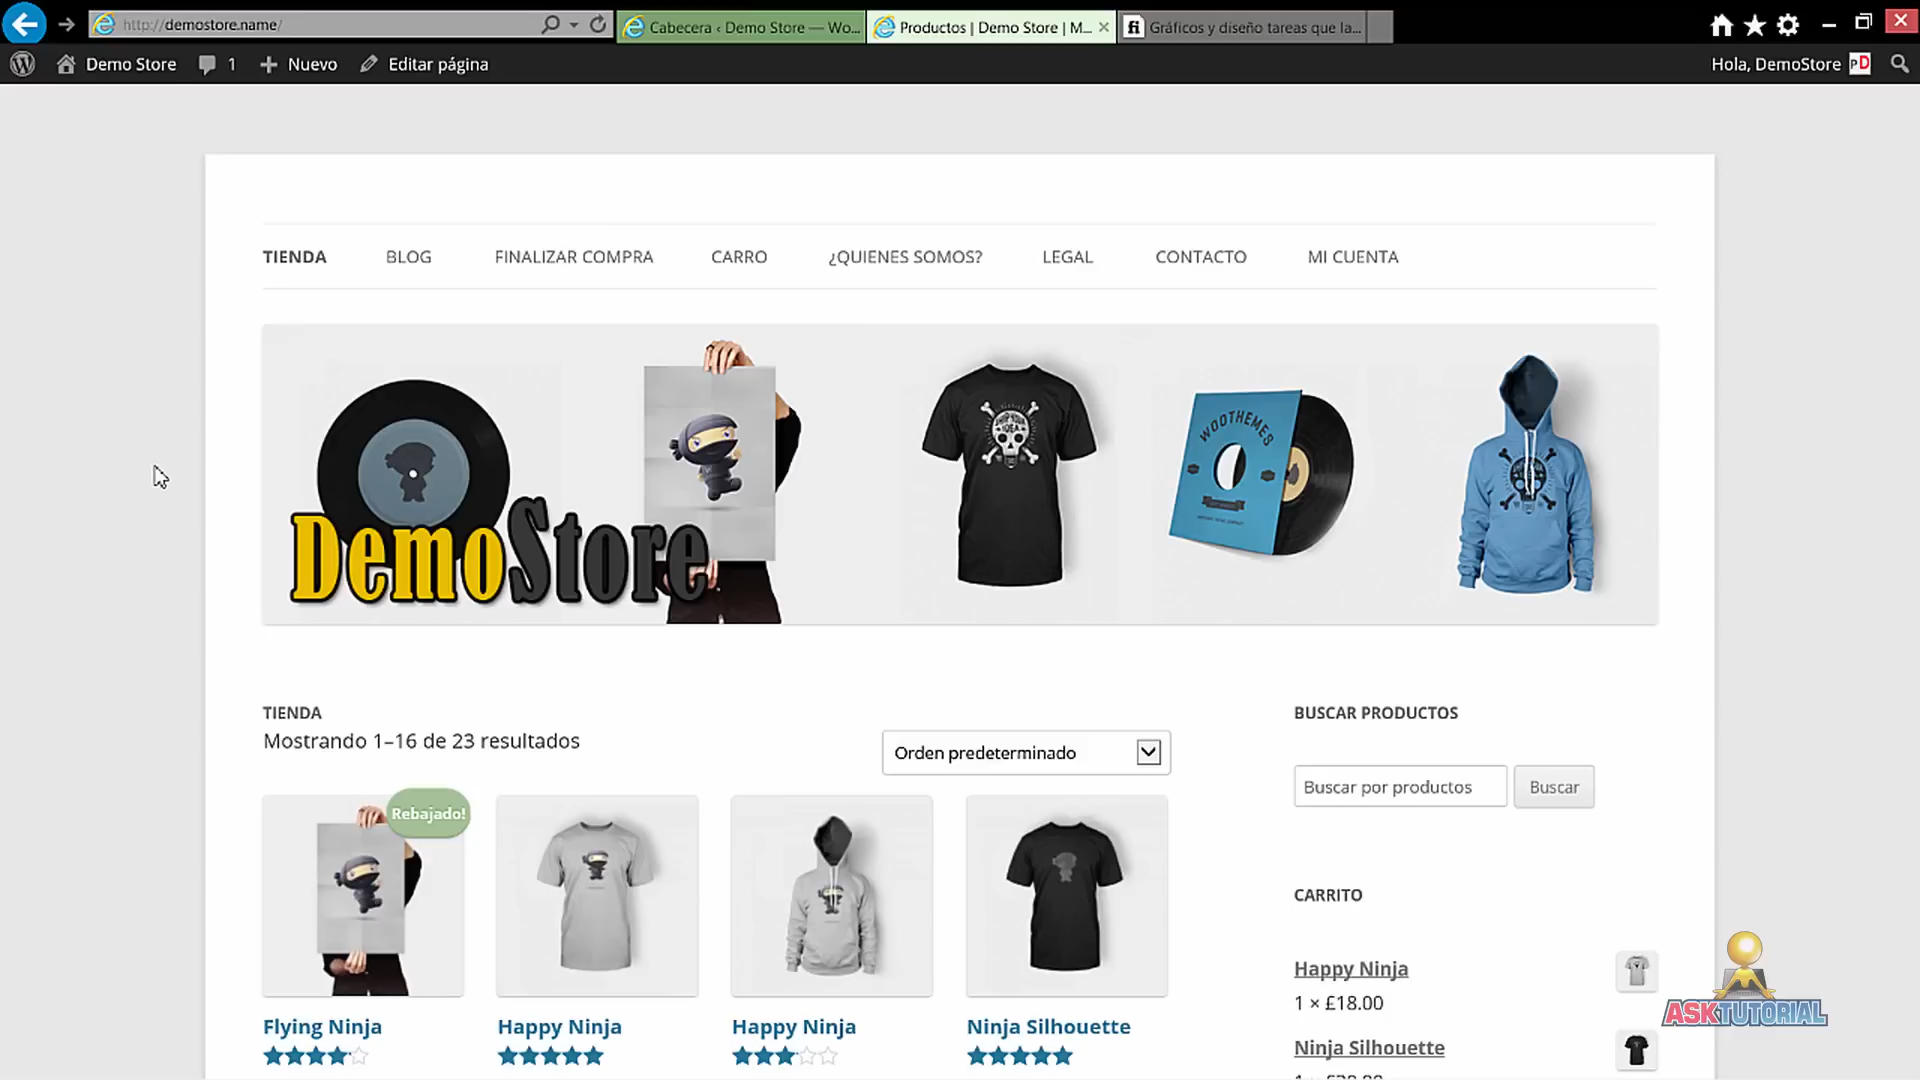 http://demostore.name/
Cabecera ‹ Demo Store — Wo...
Productos | Demo Store | M...
Gráficos y diseño tareas que la...
Demo Store
1
Nuevo
Editar página
Hola, DemoStore
TIENDA
BLOG
FINALIZAR COMPRA
CARRO
¿QUIENES SOMOS?
LEGAL
CONTACTO
MI CUENTA
SHIP YOUR
IDEA
WOOTHEMES
DemoStore
TIENDA
Mostrando 1–16 de 23 resultados
Orden predeterminado
BUSCAR PRODUCTOS
Buscar por productos
Buscar
Rebajado!
CARRITO
Happy Ninja
1 × £18.00
Ninja Silhouette
Flying Ninja
Happy Ninja
Happy Ninja
Ninja Silhouette
ASKTUTORIAL